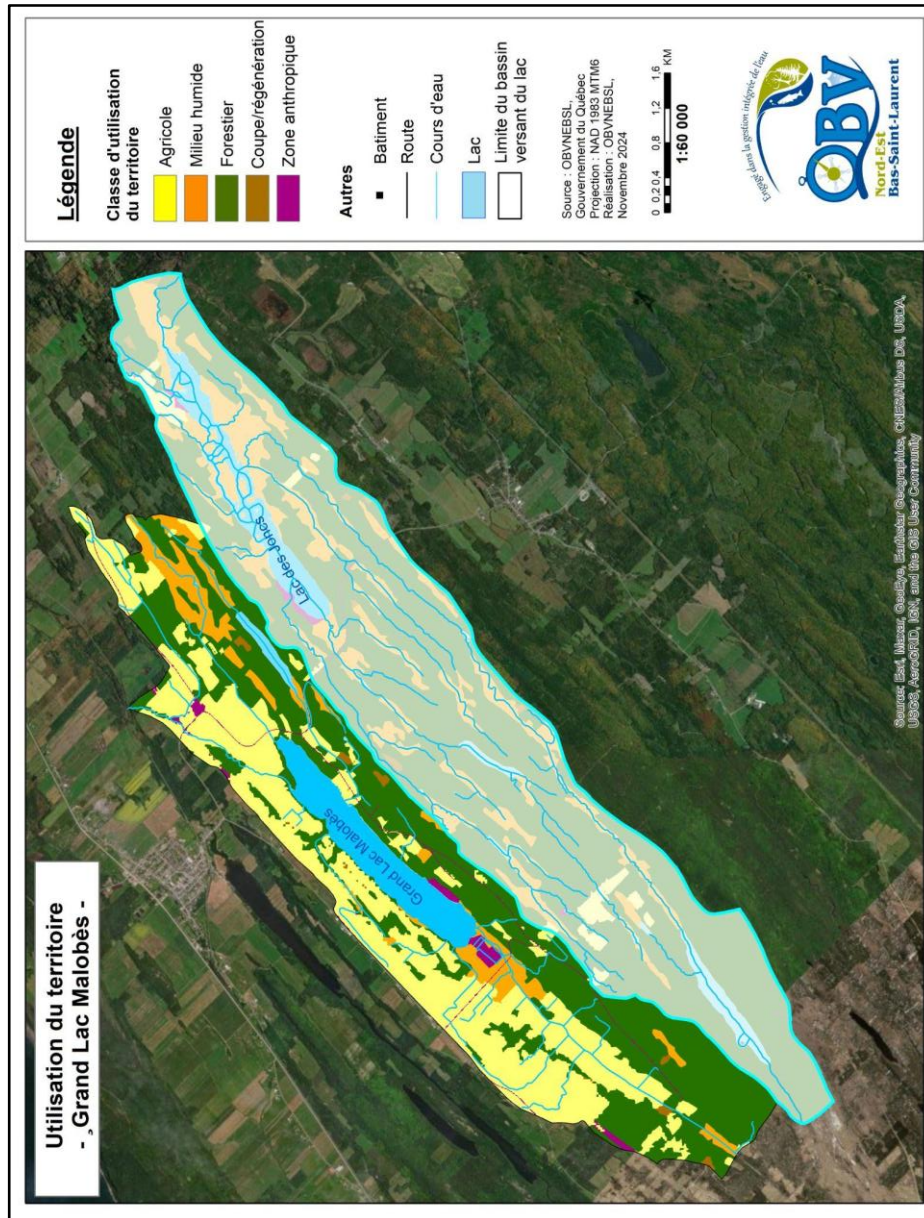 Utilisation du territoire
- Grand Lac Malobès -
Grand Lac Malobès
Lac des Joncs
Source: Esri, Maxar, GeoEye, Earthstar Geographics, CNES/Airbus DS, USDA,
USGS, AeroGRID, IGN, and the GIS User Community
Légende
Classe d'utilisation
du territoire
Agricole
Milieu humide
Forestier
Coupe/régénération
Zone anthropique
Autres
Batiment
Route
Cours d'eau
Lac
Limite du bassin
versant du lac
Source : OBVNEBSL,
Gouvernement du Québec
Projection : NAD 1983 MTM6
Réalisation : OBVNEBSL,
Novembre 2024
0 0,2 0,4 0,8 1,2 1,6
KM
1:60 000
Engagé dans la gestion intégrée de l'eau
OBV
Nord-Est
Bas-Saint-Laurent